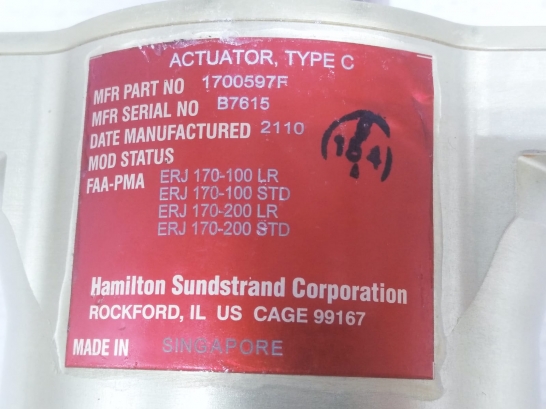 ACTUATOR, TYPE C
MFR PART NO 1700597F
MFR SERIAL NO B7615
DATE MANUFACTURED 2110
MOD STATUS
FAA-PMA ERJ 170-100 LR
ERJ 170-100 STD
ERJ 170-200 LR
ERJ 170-200 STD
Hamilton Sundstrand Corporation
ROCKFORD, IL US CAGE 99167
MADE IN SINGAPORE